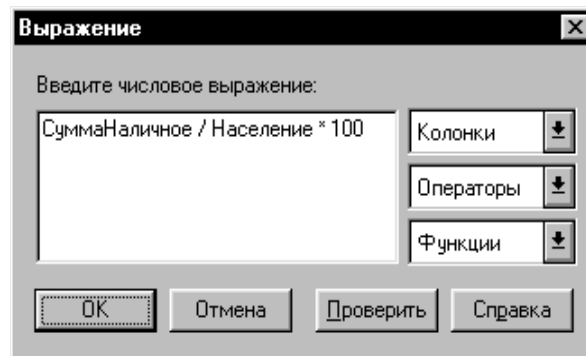 Выражение
Введите числовое выражение:
СуммаНаличное / Население * 100
Колонки
Операторы
Функции
OK
Отмена
Проверить
Справка